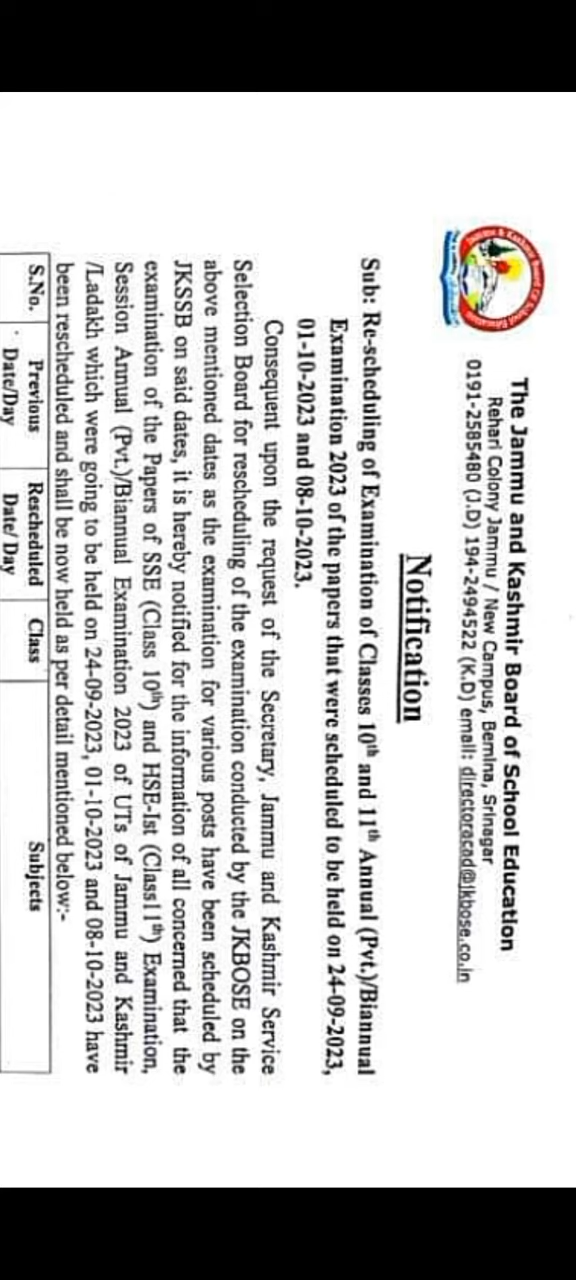 The Jammu and Kashmir Board of School Education
Rehari Colony Jammu / New Campus, Bemina, Srinagar
0191-2585480 (J.D) 194-2494522 (K.D) email: directoracad@jkbose.co.in
Notification
Sub: Re-scheduling of Examination of Classes 10th and 11th Annual (Pvt.)/Biannual
Examination 2023 of the papers that were scheduled to be held on 24-09-2023,
01-10-2023 and 08-10-2023.
Consequent upon the request of the Secretary, Jammu and Kashmir Service
Selection Board for rescheduling of the examination conducted by the JKBOSE on the
above mentioned dates as the examination for various posts have been scheduled by
JKSSB on said dates, it is hereby notified for the information of all concerned that the
examination of the Papers of SSE (Class 10th) and HSE-Ist (Class11th) Examination,
Session Annual (Pvt.)/Biannual Examination 2023 of UTs of Jammu and Kashmir
/Ladakh which were going to be held on 24-09-2023, 01-10-2023 and 08-10-2023 have
been rescheduled and shall be now held as per detail mentioned below:-
S.No. Previous Rescheduled Class Subjects
Date/Day Date/ Day